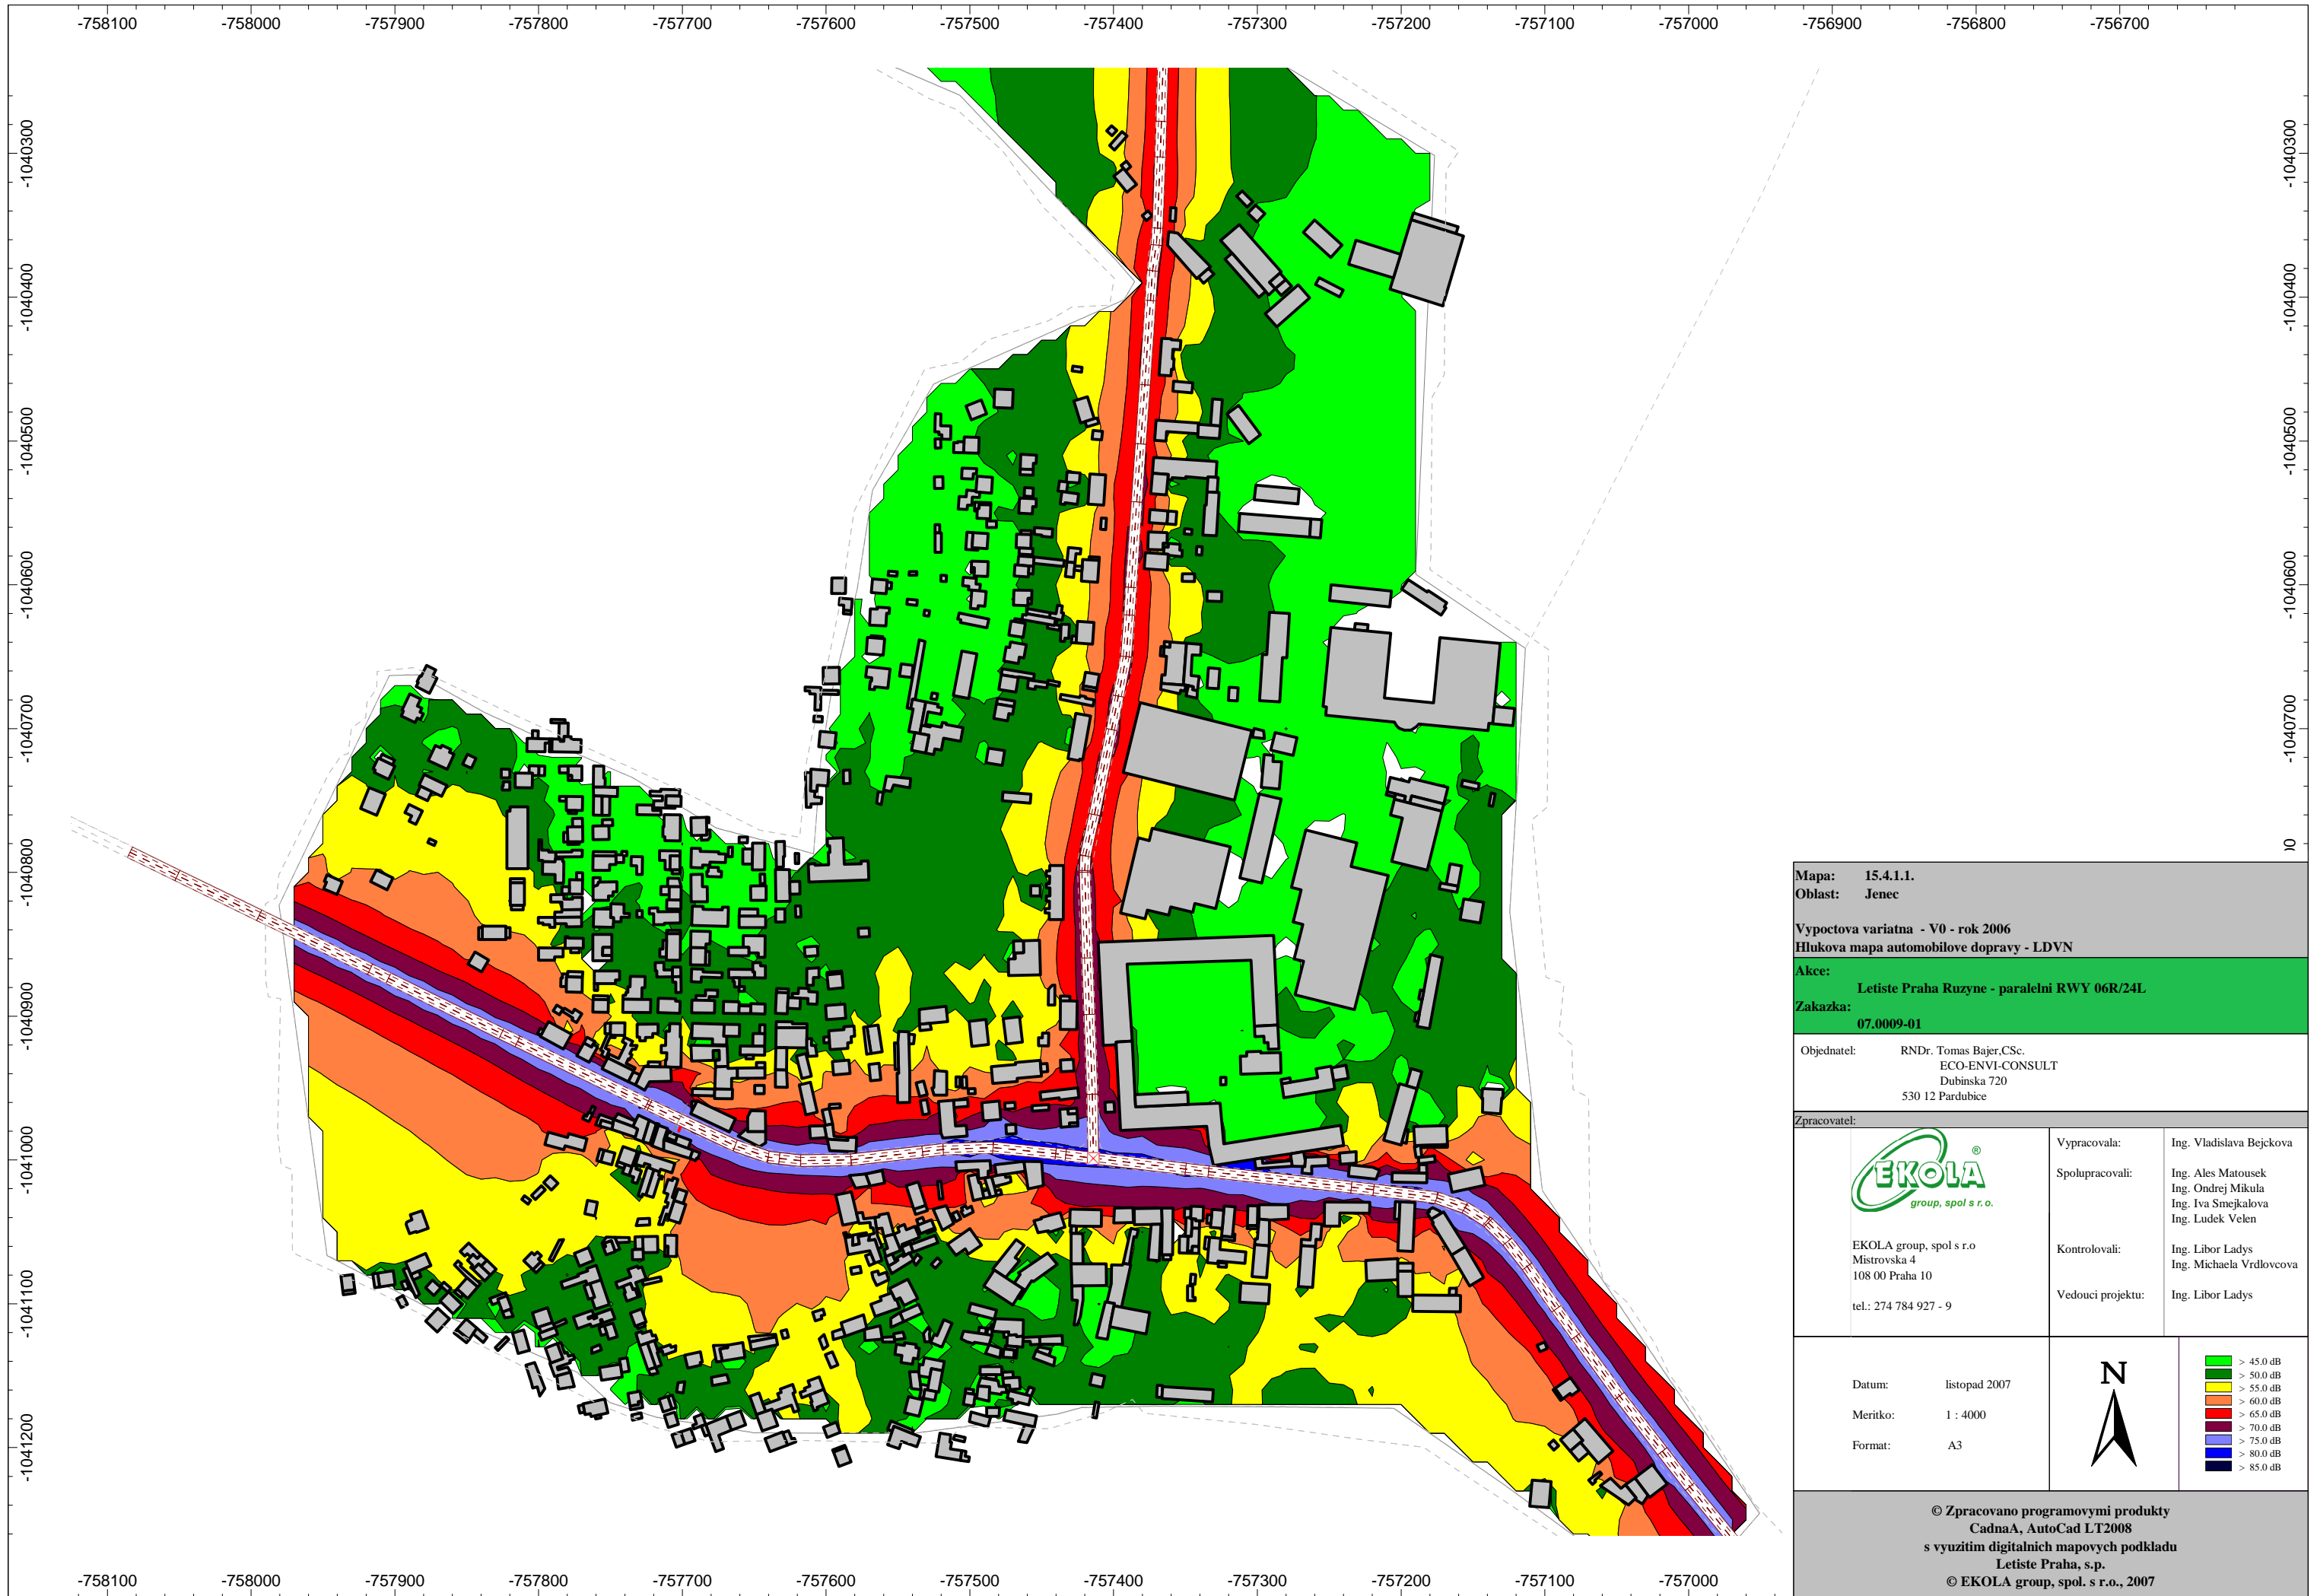 -758100 -758000 -757900 -757800 -757700 -757600 -757500 -757400 -757300 -757200 -757100 -757000 -756900 -756800 -756700
-1040300
-1040400
-1040500
-1040600
-1040700
-1040800
-1040900
-1041000
-1041100
-1041200
-1040300
-1040400
-1040500
-1040600
-1040700
Mapa: 15.4.1.1.
Oblast: Jenec
Vypoctova variatna - V0 - rok 2006
Hlukova mapa automobilove dopravy - LDVN
Akce:
Letiste Praha Ruzyne - paralelni RWY 06R/24L
Zakazka:
07.0009-01
Objednatel: RNDr. Tomas Bajer,CSc.
ECO-ENVI-CONSULT
Dubinska 720
530 12 Pardubice
Zpracovatel:
EKOLA ®
group, spol s r. o.
EKOLA group, spol s r.o
Mistrovska 4
108 00 Praha 10
tel.: 274 784 927 - 9
Vypracovala: Ing. Vladislava Bejckova
Spolupracovali: Ing. Ales Matousek
Ing. Ondrej Mikula
Ing. Iva Smejkalova
Ing. Ludek Velen
Kontrolovali: Ing. Libor Ladys
Ing. Michaela Vrdlovcova
Vedouci projektu: Ing. Libor Ladys
Datum: listopad 2007
Meritko: 1 : 4000
Format: A3
N
> 45.0 dB
> 50.0 dB
> 55.0 dB
> 60.0 dB
> 65.0 dB
> 70.0 dB
> 75.0 dB
> 80.0 dB
> 85.0 dB
© Zpracovano programovymi produkty
CadnaA, AutoCad LT2008
s vyuzitim digitalnich mapovych podkladu
Letiste Praha, s.p.
© EKOLA group, spol. s r.o., 2007
-758100 -758000 -757900 -757800 -757700 -757600 -757500 -757400 -757300 -757200 -757100 -757000